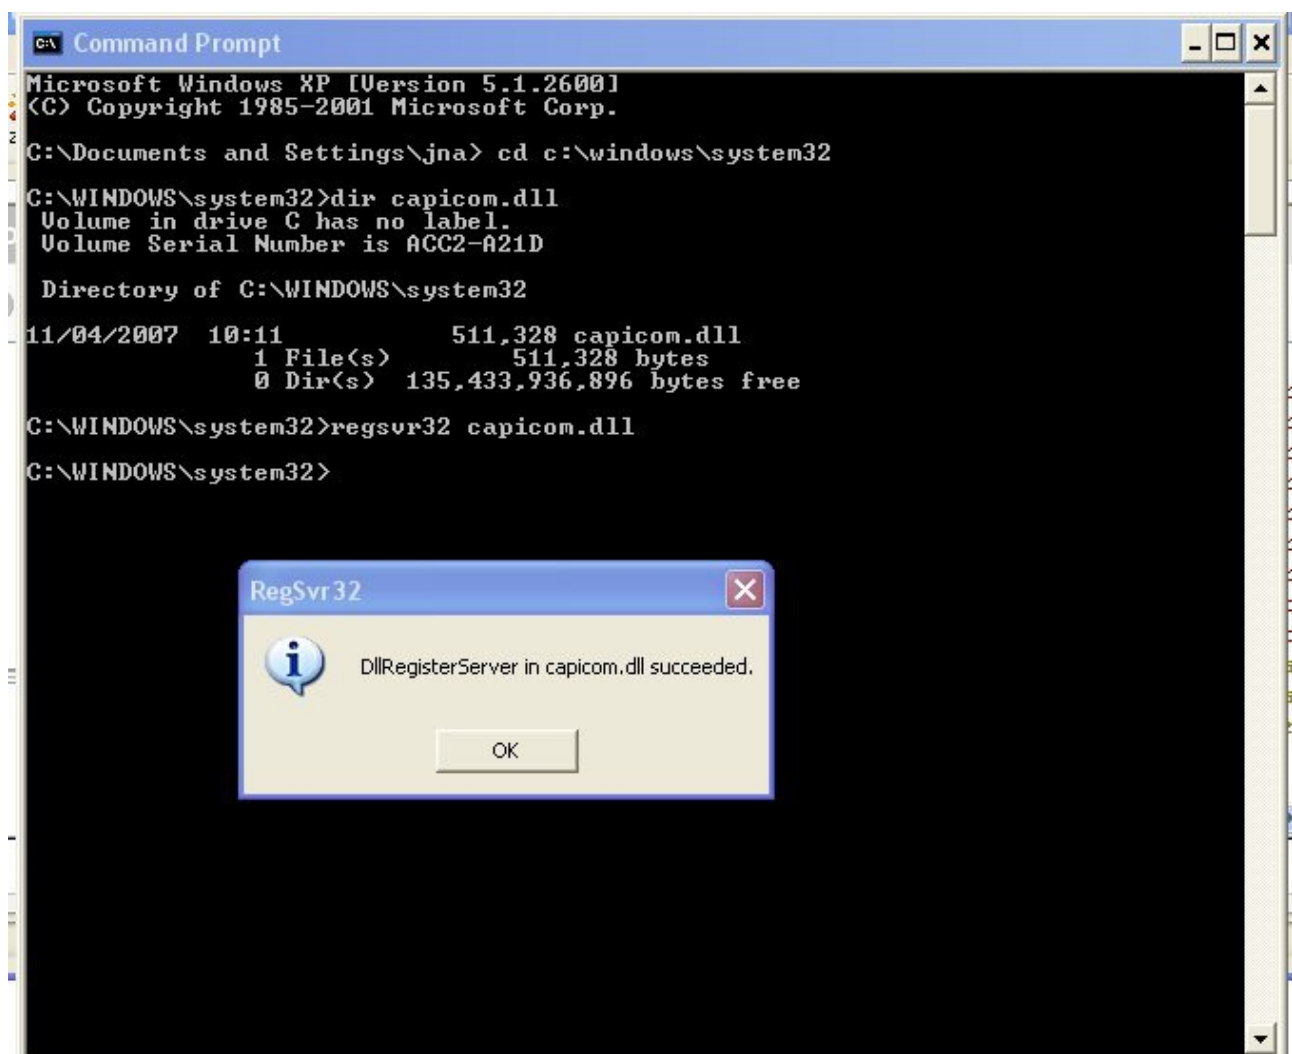 Command Prompt
Microsoft Windows XP [Version 5.1.2600]
(C) Copyright 1985-2001 Microsoft Corp.
C:\Documents and Settings\jna> cd c:\windows\system32
C:\WINDOWS\system32>dir capicom.dll
Volume in drive C has no label.
Volume Serial Number is ACC2-A21D
Directory of C:\WINDOWS\system32
11/04/2007  10:11           511,328 capicom.dll
1 File(s)        511,328 bytes
0 Dir(s)  135,433,936,896 bytes free
C:\WINDOWS\system32>regsvr32 capicom.dll
C:\WINDOWS\system32>
RegSvr32
DllRegisterServer in capicom.dll succeeded.
OK